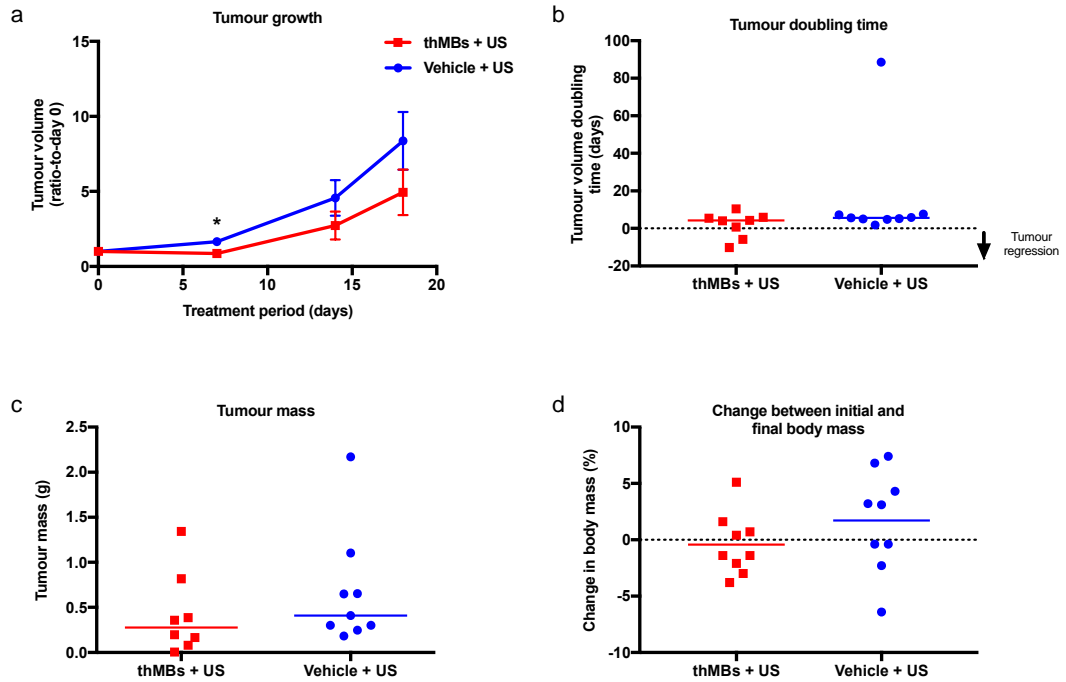 a
Tumour growth
15
10
5
0
0
5
10
15
20
Tumour volume
(ratio-to-day 0)
Treatment period (days)
*
thMBs + US
Vehicle + US
b
Tumour doubling time
100
80
60
40
20
0
-20
Tumour volume doubling
time (days)
thMBs + US
Vehicle + US
Tumour
regression
c
Tumour mass
2.5
2.0
1.5
1.0
0.5
0.0
Tumour mass (g)
thMBs + US
Vehicle + US
d
Change between initial and
final body mass
10
5
0
-5
-10
Change in body mass (%)
thMBs + US
Vehicle + US